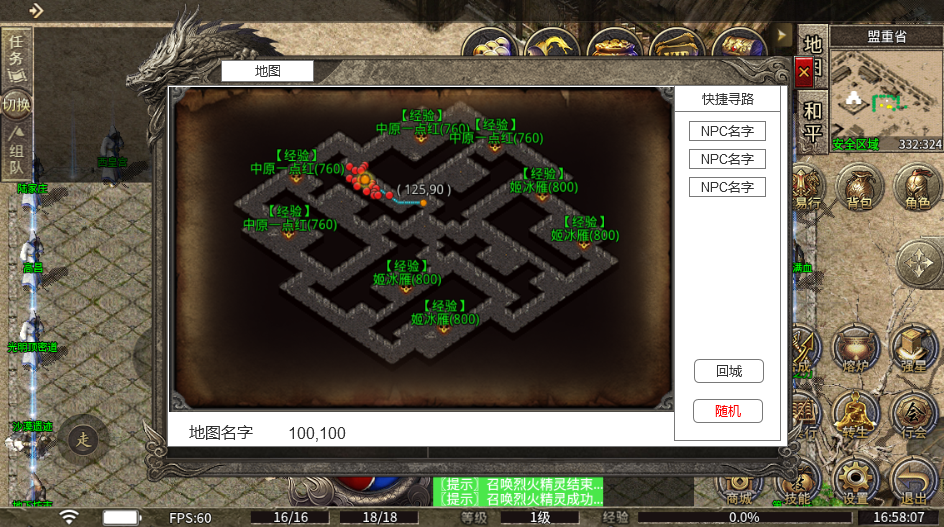 任务
切换
组队
地图
地图
和平
盟重省
安全区域
332:324
快捷寻路
NPC名字
NPC名字
NPC名字
回城
随机
【经验】
中原一点红(760)
【经验】
中原一点红(760)
【经验】
中原一点红(760)
【经验】
中原一点红(760)
【经验】
姬冰雁(800)
【经验】
姬冰雁(800)
【经验】
姬冰雁(800)
【经验】
姬冰雁(800)
( 125,90 )
地图名字
100,100
陆家庄
高昌
光明顶密道
沙漠遗迹
走
满血
背包
角色
熔炉
强星
转生
行会
商城
技能
设置
退出
[提示] 召唤烈火精灵结束...
[提示] 召唤烈火精灵成功...
FPS:60
16/16
18/18
等级
1级
经验
0.0%
16:58:07